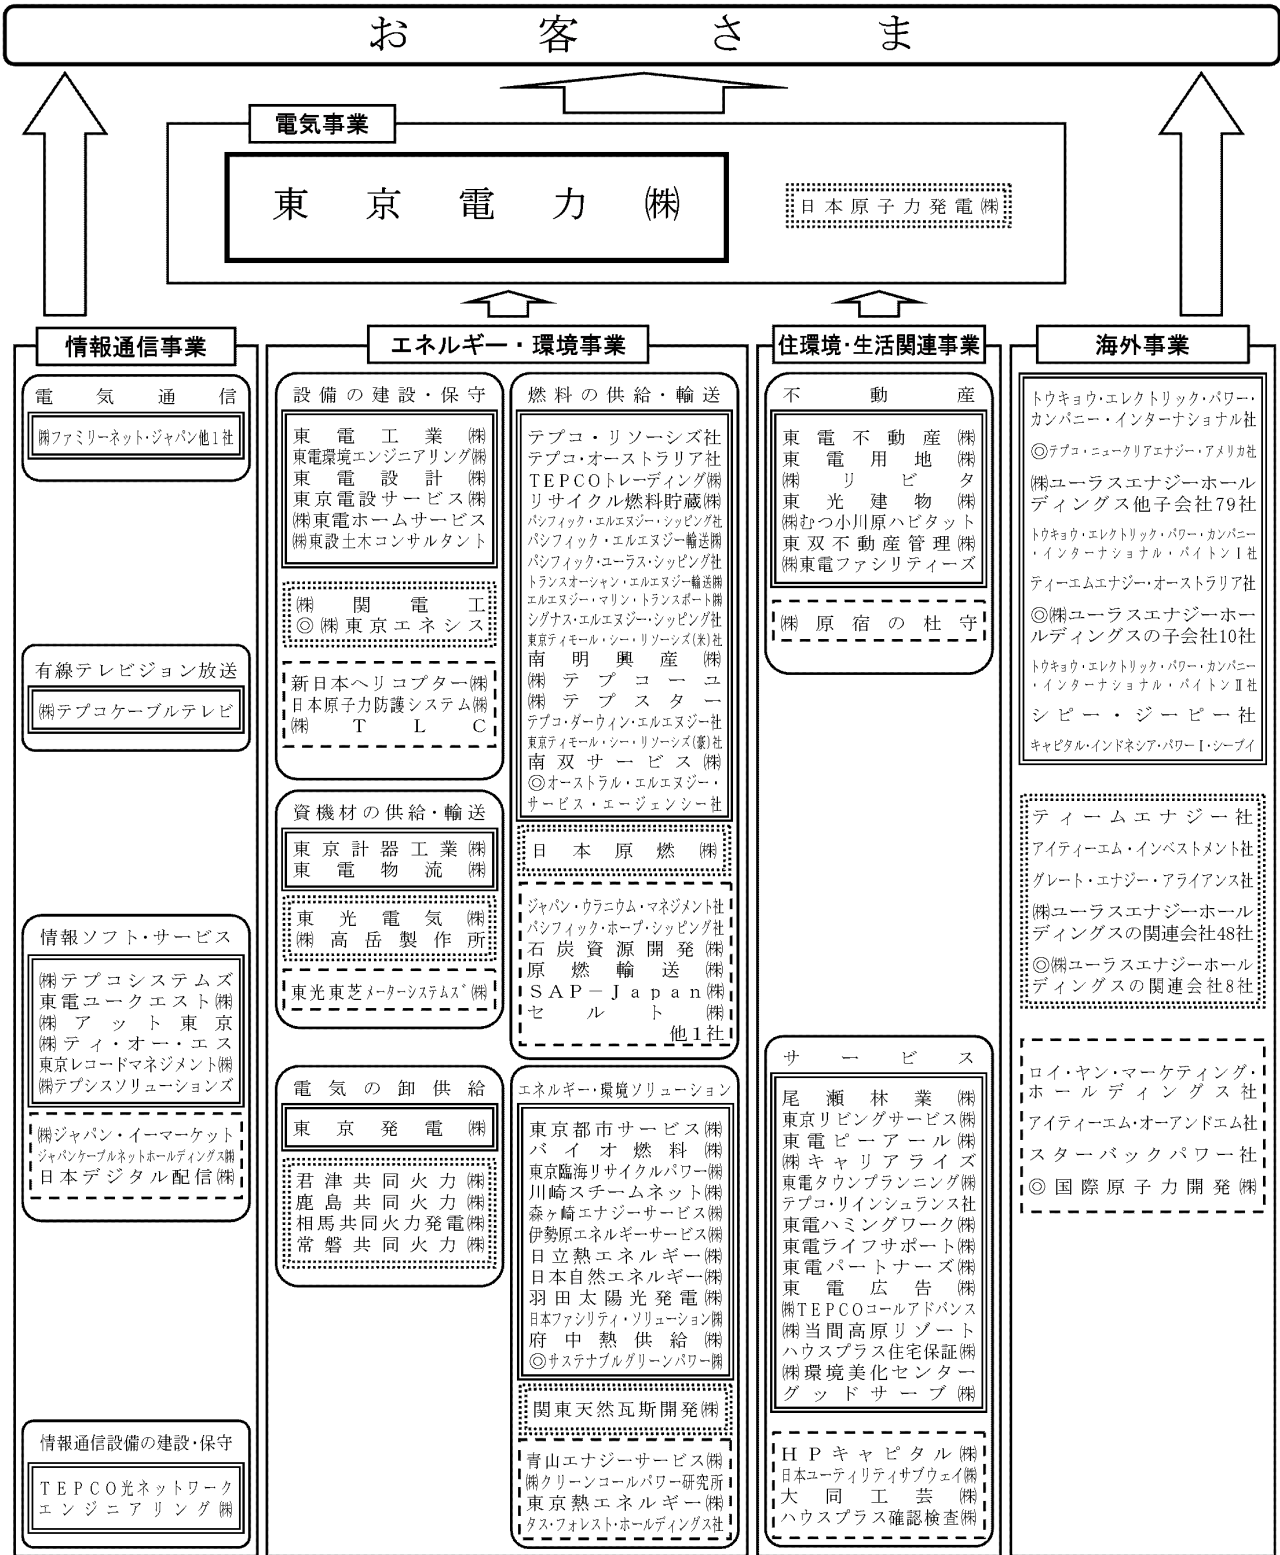 お客さま
電気事業
東京電力㈱
日本原子力発電㈱
情報通信事業
電気通信
㈱ファミリーネット・ジャパン他1社
有線テレビジョン放送
㈱テプコケーブルテレビ
情報ソフト・サービス
㈱テプコシステムズ
東電ユークエスト㈱
㈱アット東京
㈱ティ・オー・エス
東京レコードマネジメント㈱
㈱テプシスソリューションズ
㈱ジャパン・イーマーケット
ジャパンケーブルネットホールディングス㈱
日本デジタル配信㈱
情報通信設備の建設・保守
TEPCO光ネットワーク
エンジニアリング㈱
エネルギー・環境事業
設備の建設・保守
東電工業㈱
東電環境エンジニアリング㈱
東電設計㈱
東京電設サービス㈱
㈱東電ホームサービス
㈱東設土木コンサルタント
㈱関電工
◎㈱東京エネシス
新日本ヘリコプター㈱
日本原子力防護システム㈱
㈱TLC
資機材の供給・輸送
東京計器工業㈱
東電物流㈱
東光電気㈱
㈱高岳製作所
東光東芝メーターシステムズ㈱
電気の卸供給
東京発電㈱
君津共同火力㈱
鹿島共同火力㈱
相馬共同火力発電㈱
常磐共同火力㈱
燃料の供給・輸送
テプコ・リソーシズ社
テプコ・オーストラリア社
TEPCOトレーディング㈱
リサイクル燃料貯蔵㈱
パシフィック・エルエヌジー・シッピング社
パシフィック・エルエヌジー輸送㈱
パシフィック・ユーラス・シッピング社
トランスオーシャン・エルエヌジー輸送㈱
エルエヌジー・マリン・トランスポート㈱
シグナス・エルエヌジー・シッピング社
東京ティモール・シー・リソーシズ(米)社
南明興産㈱
㈱テプコーユ
㈱テプスター
テプコ・ダーウィン・エルエヌジー社
東京ティモール・シー・リソーシズ(豪)社
南双サービス㈱
◎オーストラル・エルエヌジー・
サービス・エージェンシー社
日本原燃㈱
ジャパン・ウラニウム・マネジメント社
パシフィック・ホープ・シッピング社
石炭資源開発㈱
原燃輸送㈱
SAP－Japan㈱
セルト㈱
他1社
エネルギー・環境ソリューション
東京都市サービス㈱
バイオ燃料㈱
東京臨海リサイクルパワー㈱
川崎スチームネット㈱
森ヶ崎エナジーサービス㈱
伊勢原エネルギーサービス㈱
日立熱エネルギー㈱
日本自然エネルギー㈱
羽田太陽光発電㈱
日本ファシリティ・ソリューション㈱
府中熱供給㈱
◎サステナブルグリーンパワー㈱
関東天然瓦斯開発㈱
青山エナジーサービス㈱
㈱クリーンコールパワー研究所
東京熱エネルギー㈱
タス・フォレスト・ホールディングス社
住環境・生活関連事業
不動産
東電不動産㈱
東電用地㈱
㈱リビタ
東光建物㈱
㈱むつ小川原ハビタット
東双不動産管理㈱
㈱東電ファシリティーズ
㈱原宿の杜守
サービス
尾瀬林業㈱
東京リビングサービス㈱
東電ピーアール㈱
㈱キャリアライズ
東電タウンプランニング㈱
テプコ・リインシュランス社
東電ハミングワーク㈱
東電ライフサポート㈱
東電パートナーズ㈱
東電広告㈱
㈱TEPCOコールアドバンス
㈱当間高原リゾート
ハウスプラス住宅保証㈱
㈱環境美化センター
グッドサーブ㈱
HPキャピタル㈱
日本ユーティリティサブウェイ㈱
大同工芸㈱
ハウスプラス確認検査㈱
海外事業
トウキョウ・エレクトリック・パワー・
カンパニー・インターナショナル社
◎テプコ・ニュークリアエナジー・アメリカ社
㈱ユーラスエナジーホール
ディングス他子会社79社
トウキョウ・エレクトリック・パワー・カンパニー
・インターナショナル・パイトンⅠ社
ティーエムエナジー・オーストラリア社
◎㈱ユーラスエナジーホー
ルディングスの子会社10社
トウキョウ・エレクトリック・パワー・カンパニー
・インターナショナル・パイトンⅡ社
シピー・ジーピー社
キャピタル・インドネシア・パワーⅠ・シーブイ
ティームエナジー社
アイティーエム・インベストメント社
グレート・エナジー・アライアンス社
㈱ユーラスエナジーホール
ディングスの関連会社48社
◎㈱ユーラスエナジーホール
ディングスの関連会社8社
ロイ・ヤン・マーケティング・
ホールディングス社
アイティーエム・オーアンドエム社
スターバックパワー社
◎国際原子力開発㈱